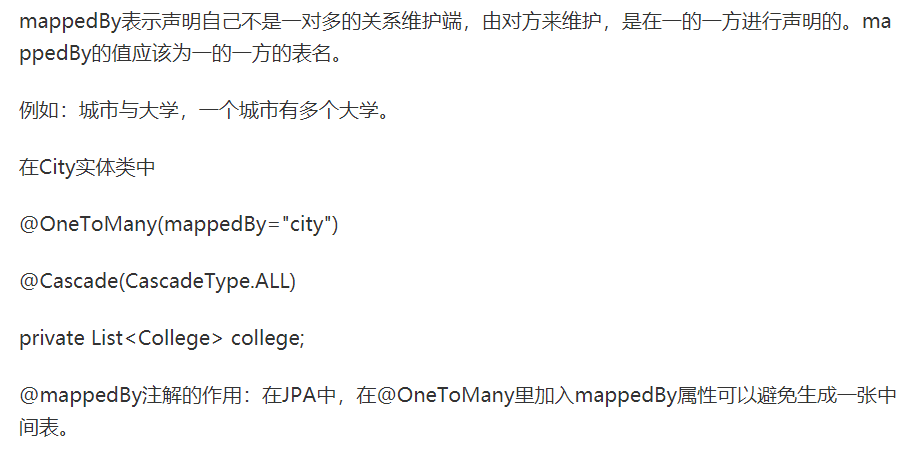 mappedBy表示声明自己不是一对多的关系维护端，由对方来维护，是在一的一方进行声明的。ma
ppedBy的值应该为一的一方的表名。
例如：城市与大学，一个城市有多个大学。
在City实体类中
@OneToMany(mappedBy="city")
@Cascade(CascadeType.ALL)
private List<College> college;
@mappedBy注解的作用：在JPA中，在@OneToMany里加入mappedBy属性可以避免生成一张中
间表。